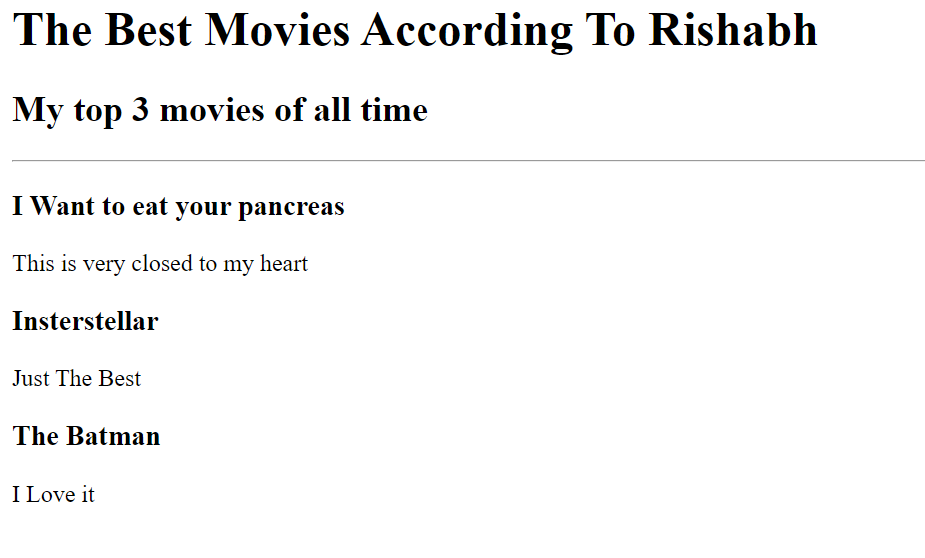 The Best Movies According To Rishabh
My top 3 movies of all time
I Want to eat your pancreas
This is very closed to my heart
Insterstellar
Just The Best
The Batman
I Love it